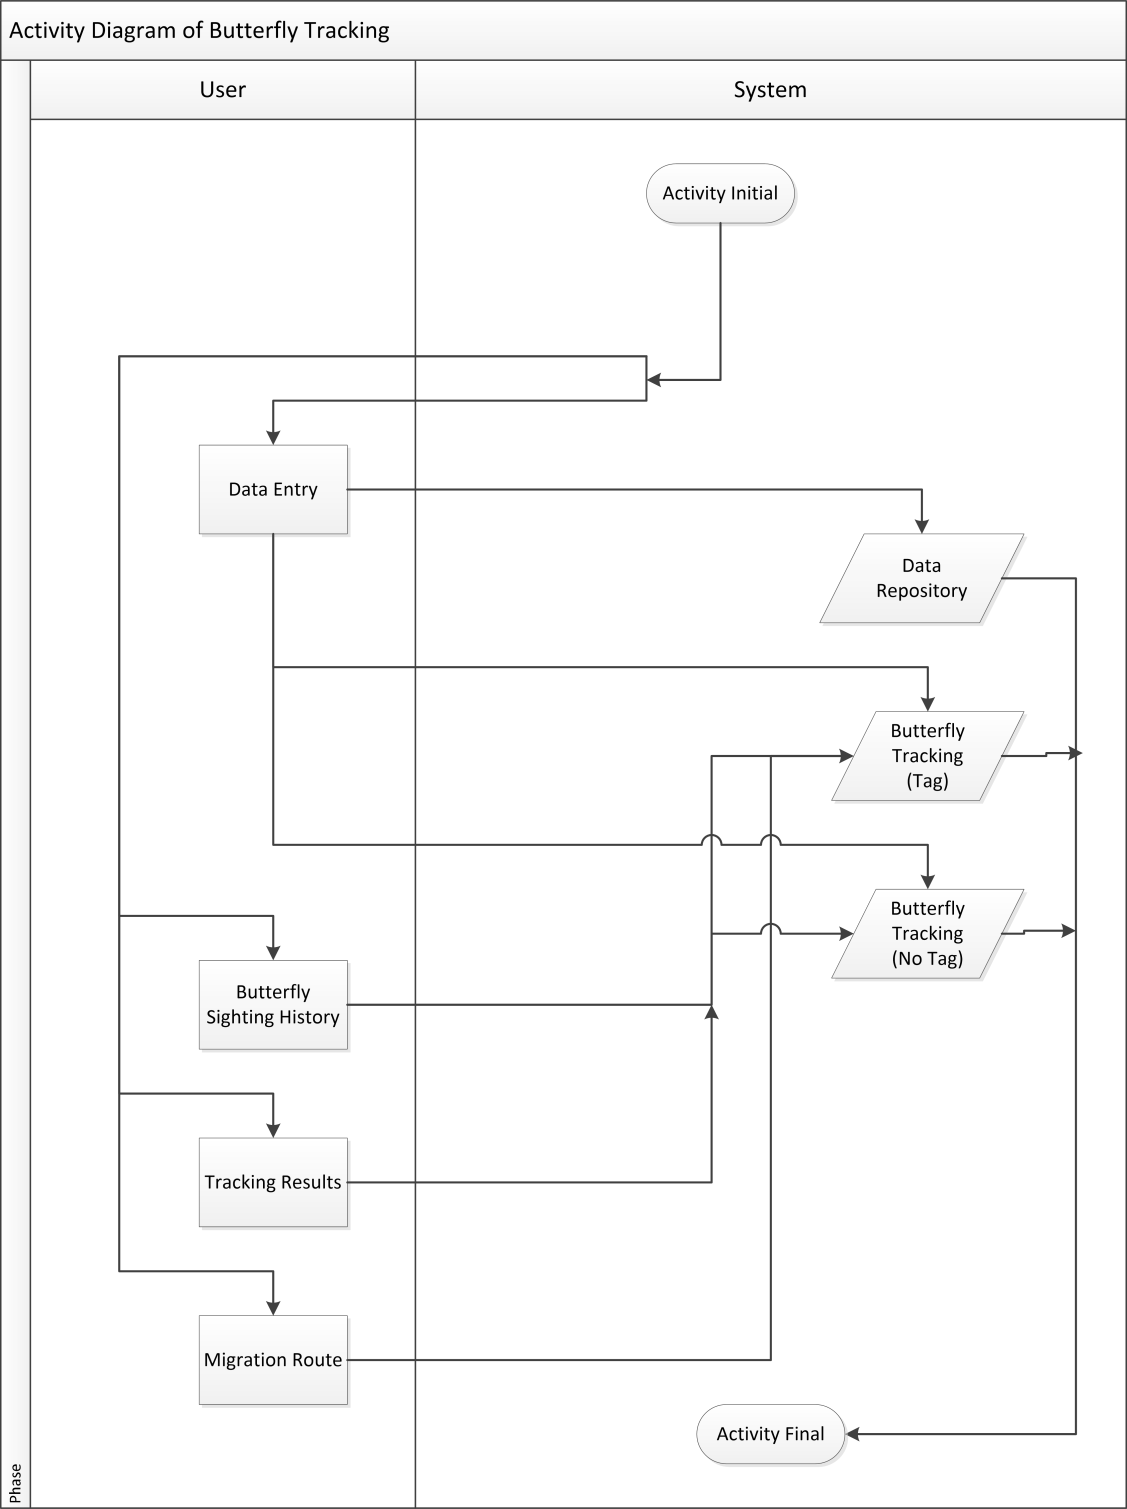 Activity Diagram of Butterfly Tracking
User
System
Activity Initial
Data Entry
Data
Repository
Butterfly
Tracking
(Tag)
Butterfly
Tracking
(No Tag)
Butterfly
Sighting History
Tracking Results
Migration Route
Activity Final
Phase